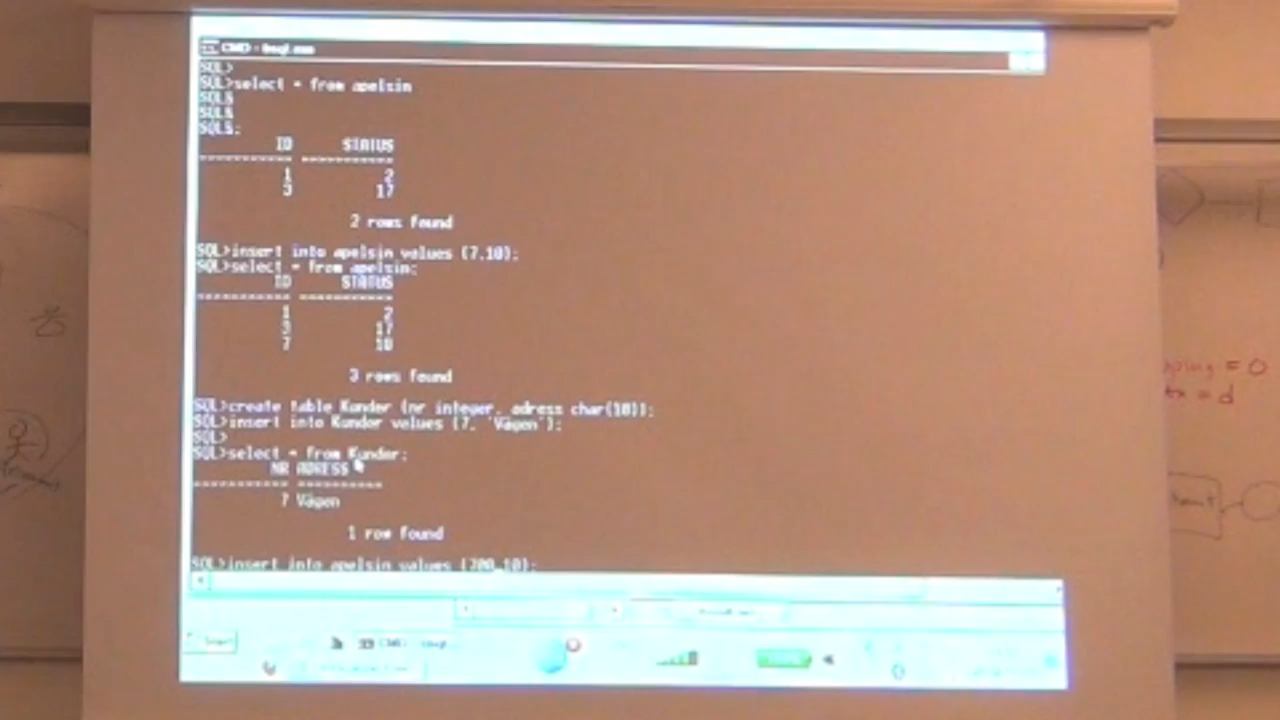 SQL>
SQL>select * from apelsin
SQL&
SQL&
SQL&;
ID STATUS
1 2
3 17
2 rows found
SQL>insert into apelsin values (7,10);
SQL>select * from apelsin;
ID STATUS
1 2
3 17
7 10
3 rows found
SQL>create table Kunder (nr integer, adress char(10));
SQL>insert into Kunder values (7, 'Vägen');
SQL>
SQL>select * from Kunder;
NR ADRESS
7 Vägen
1 row found
SQL>insert into apelsin values (200,10);
= 0
= d